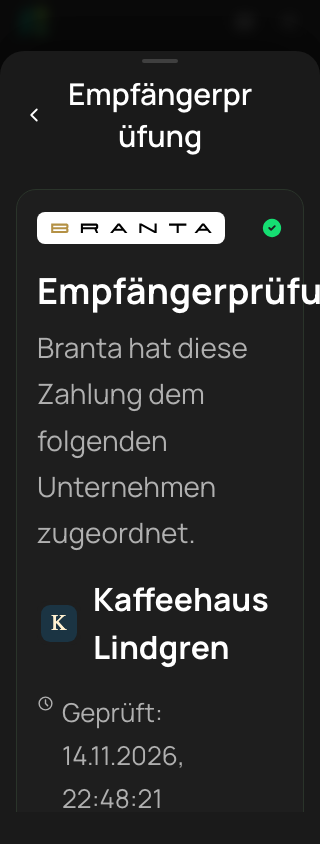 Empfängerpr
üfung
BRANTA
Empfängerprüfu
Branta hat diese
Zahlung dem
folgenden
Unternehmen
zugeordnet.
K
Kaffeehaus
Lindgren
Geprüft:
14.11.2026,
22:48:21